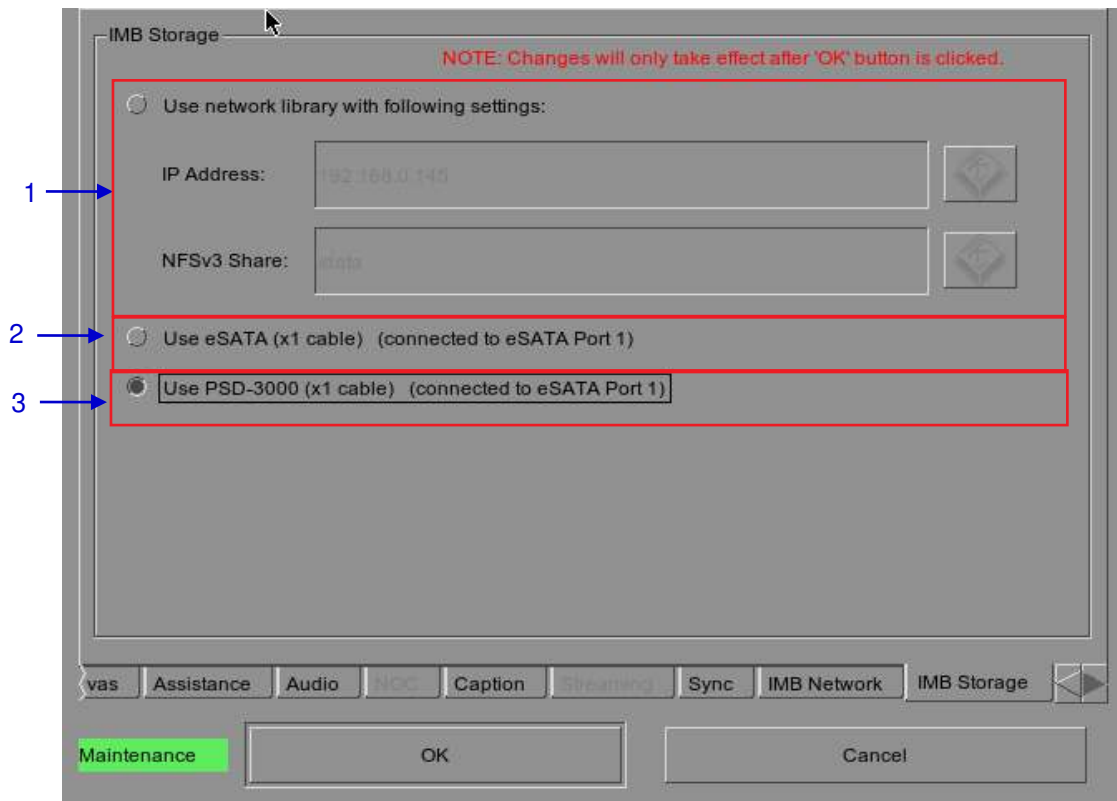 IMB Storage
NOTE: Changes will only take effect after 'OK' button is clicked.
Use network library with following settings:
1
IP Address:
192.168.0.145
NFSv3 Share:
2
Use eSATA (x1 cable) (connected to eSATA Port 1)
3
Use PSD-3000 (x1 cable) (connected to eSATA Port 1)
vas Assistance Audio NOC Caption Streaming Sync IMB Network IMB Storage
Maintenance OK Cancel